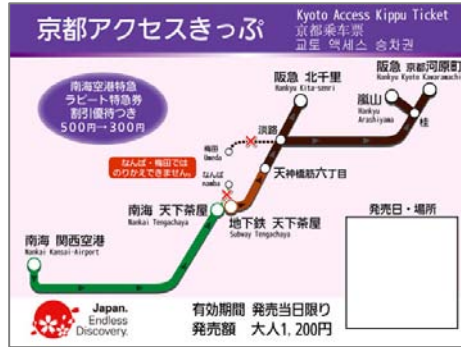 京都アクセスきっぷ
Kyoto Access Kippu Ticket
京都乘车票
교토 액세스 승차권
南海空港特急
ラピート特急券
割引優待つき
500円→300円
阪急 北千里
Hankyu Kita-senri
阪急 京都河原町
Hankyu Kyoto Kawaramachi
嵐山
Hankyu
Arashiyama
桂
淡路
梅田
Umeda
なんば・梅田では
のりかえできません。
なんば
namba
天神橋筋六丁目
南海 天下茶屋
Nankai Tengachaya
地下鉄 天下茶屋
Subway Tengachaya
南海 関西空港
Nankai Kansai-Airport
発売日・場所
Japan.
Endless
Discovery.
有効期間 発売当日限り
発売額 大人1,200円